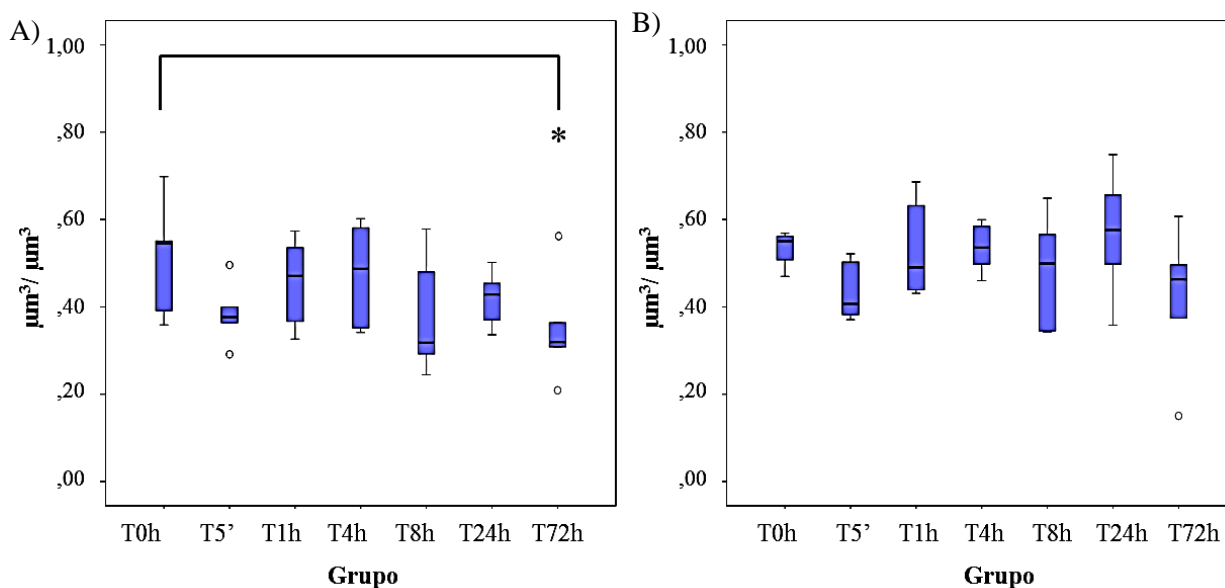 A)
1,00
,80
,60
,40
,20
,00
µm³/ µm³
*
T0h T5’ T1h T4h T8h T24h T72h
Grupo
B)
1,00
,80
,60
,40
,20
,00
µm³/ µm³
T0h T5’ T1h T4h T8h T24h T72h
Grupo